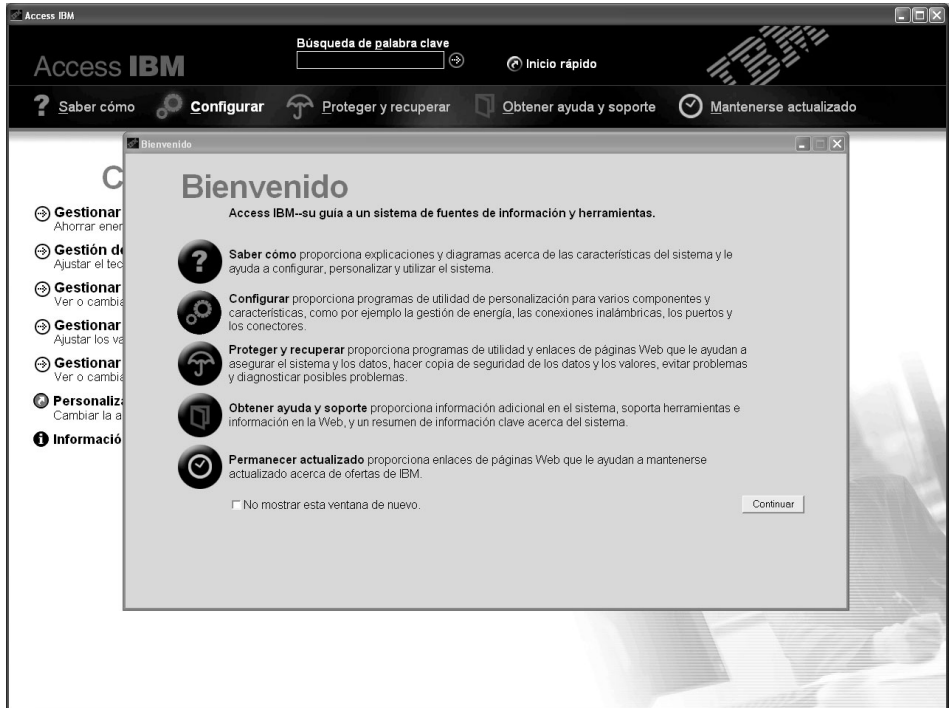 Access IBM
Búsqueda de palabra clave
Access IBM
Inicio rápido
IBM
? Saber cómo
Configurar
Proteger y recuperar
Obtener ayuda y soporte
Mantenerse actualizado
Bienvenido
C
Bienvenido
Access IBM--su guía a un sistema de fuentes de información y herramientas.
Gestionar
Ahorrar ener
Gestión de
Ajustar el tec
Gestionar
Ver o cambia
Gestionar
Ajustar los va
Gestionar
Ver o cambia
Personaliza
Cambiar la a
Informació
Saber cómo proporciona explicaciones y diagramas acerca de las características del sistema y le
ayuda a configurar, personalizar y utilizar el sistema.
Configurar proporciona programas de utilidad de personalización para varios componentes y
características, como por ejemplo la gestión de energía, las conexiones inalámbricas, los puertos y
los conectores.
Proteger y recuperar proporciona programas de utilidad y enlaces de páginas Web que le ayudan a
asegurar el sistema y los datos, hacer copia de seguridad de los datos y los valores, evitar problemas
y diagnosticar posibles problemas.
Obtener ayuda y soporte proporciona información adicional en el sistema, soporta herramientas e
información en la Web, y un resumen de información clave acerca del sistema.
Permanecer actualizado proporciona enlaces de páginas Web que le ayudan a mantenerse
actualizado acerca de ofertas de IBM.
No mostrar esta ventana de nuevo.
Continuar